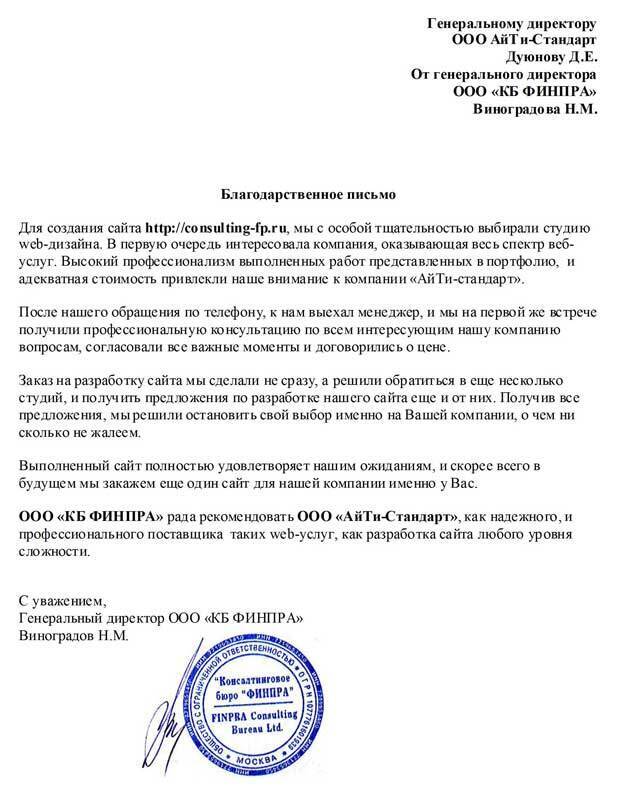 Генеральному директору
ООО АйТи-Стандарт
Дуюнову Д.Е.
От генерального директора
ООО «КБ ФИНПРА»
Виноградова Н.М.
Благодарственное письмо
Для создания сайта http://consulting-fp.ru, мы с особой тщательностью выбирали студию
web-дизайна. В первую очередь интересовала компания, оказывающая весь спектр веб-
услуг. Высокий профессионализм выполненных работ представленных в портфолио, и
адекватная стоимость привлекли наше внимание к компании «АйТи-стандарт».
После нашего обращения по телефону, к нам выехал менеджер, и мы на первой же встрече
получили профессиональную консультацию по всем интересующим нашу компанию
вопросам, согласовали все важные моменты и договорились о цене.
Заказ на разработку сайта мы сделали не сразу, а решили обратиться в еще несколько
студий, и получить предложения по разработке нашего сайта еще и от них. Получив все
предложения, мы решили остановить свой выбор именно на Вашей компании, о чем ни
сколько не жалеем.
Выполненный сайт полностью удовлетворяет нашим ожиданиям, и скорее всего в
будущем мы закажем еще один сайт для нашей компании именно у Вас.
ООО «КБ ФИНПРА» рада рекомендовать ООО «АйТи-Стандарт», как надежного, и
профессионального поставщика таких web-услуг, как разработка сайта любого уровня
сложности.
С уважением,
Генеральный директор ООО «КБ ФИНПРА»
Виноградов Н.М.
ОБЩЕСТВО С ОГРАНИЧЕННОЙ ОТВЕТСТВЕННОСТЬЮ
"Консалтинговое
бюро "ФИНПРА"
FINPRA Consulting
Bureau Ltd.
МОСКВА